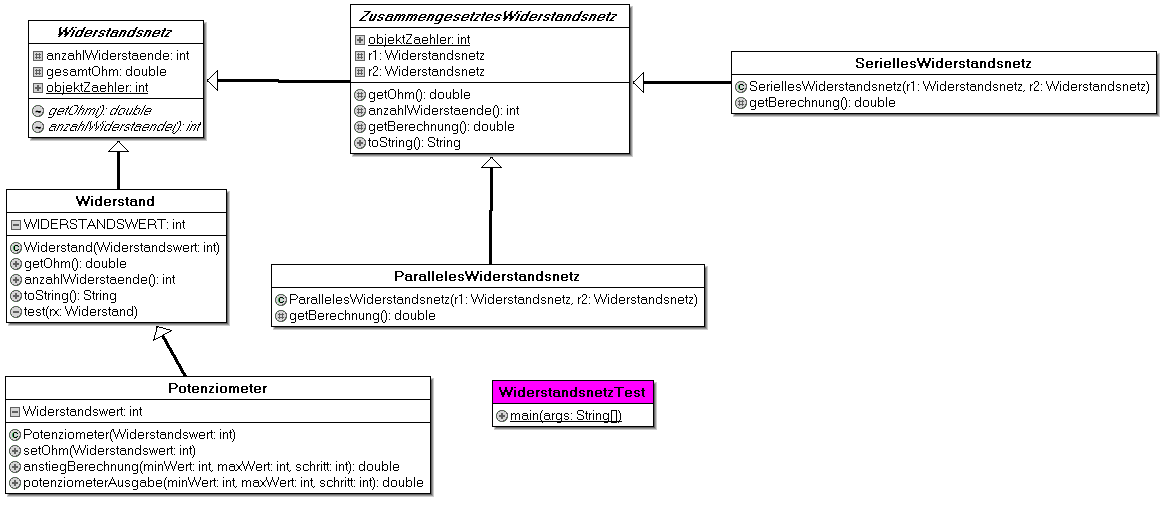 Widerstandsnetz
anzahlWiderstaende: int
gesamtOhm: double
objektZaehler: int
getOhm(): double
anzahlWiderstaende(): int
ZusammengesetztesWiderstandsnetz
objektZaehler: int
r1: Widerstandsnetz
r2: Widerstandsnetz
getOhm(): double
anzahlWiderstaende(): int
getBerechnung(): double
toString(): String
SeriellesWiderstandsnetz
SeriellesWiderstandsnetz(r1: Widerstandsnetz, r2: Widerstandsnetz)
getBerechnung(): double
Widerstand
WIDERSTANDSWERT: int
Widerstand(Widerstandswert: int)
getOhm(): double
anzahlWiderstaende(): int
toString(): String
test(rx: Widerstand)
ParallelesWiderstandsnetz
ParallelesWiderstandsnetz(r1: Widerstandsnetz, r2: Widerstandsnetz)
getBerechnung(): double
Potenziometer
Widerstandswert: int
Potenziometer(Widerstandswert: int)
setOhm(Widerstandswert: int)
anstiegBerechnung(minWert: int, maxWert: int, schritt: int): double
potenziometerAusgabe(minWert: int, maxWert: int, schritt: int): double
WiderstandsnetzTest
main(args: String[])